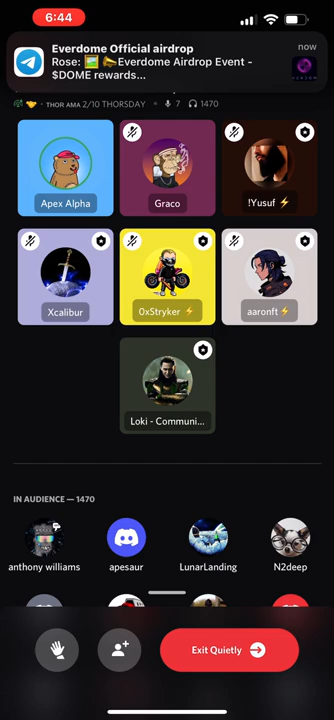 6:44
Everdome Official airdrop
now
Rose: 🖼️ 📣Everdome Airdrop Event -
$DOME rewards...
THOR AMA 2/10 THORSDAY • 7 1470
Apex Alpha
Graco
!Yusuf ⚡
Xcalibur
0xStryker ⚡
aaronft ⚡
Loki - Communi...
IN AUDIENCE — 1470
anthony williams
apesaur
LunarLanding
N2deep
Exit Quietly